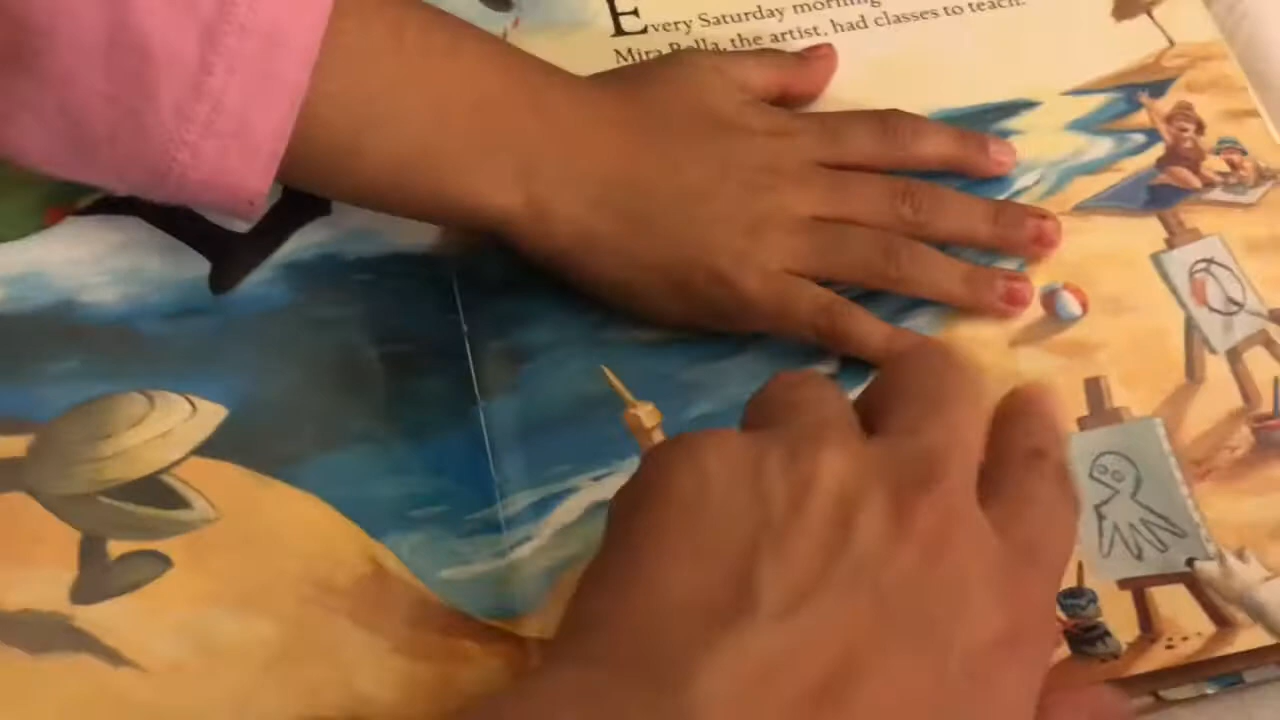 Every Saturday morning
Mira Bella, the artist, had classes to teach.